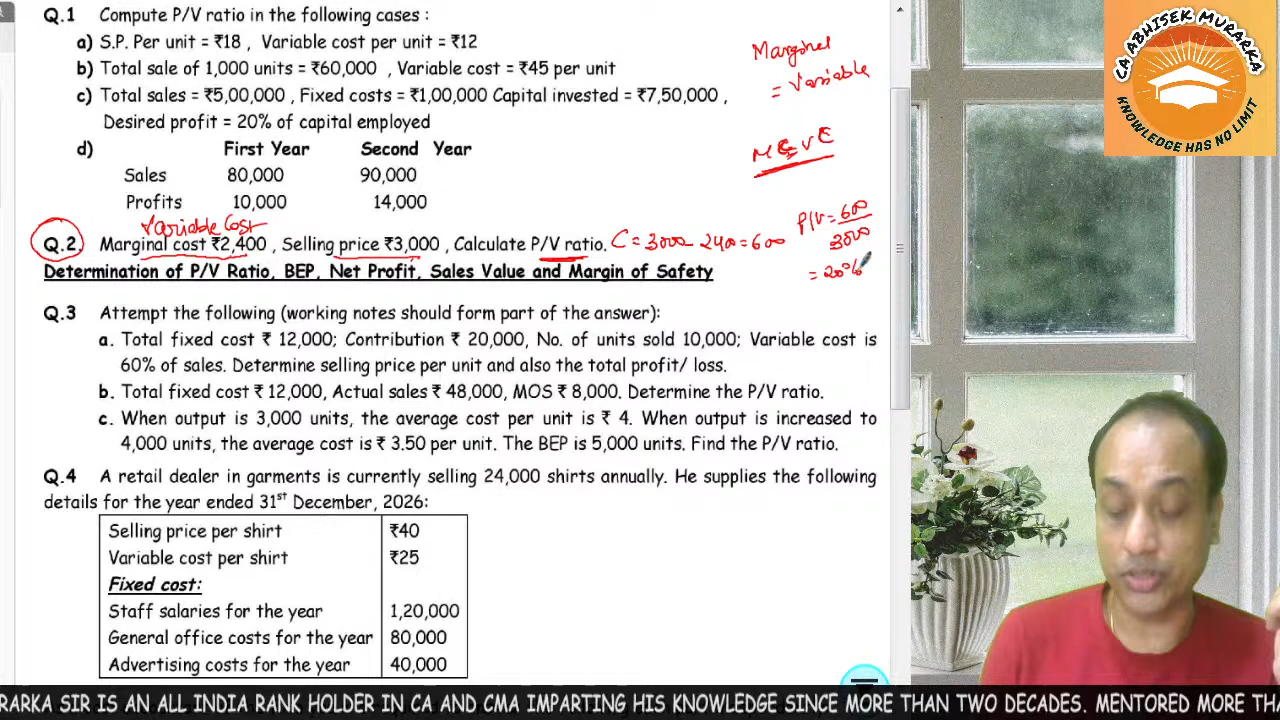 Q.1 Compute P/V ratio in the following cases :
a) S.P. Per unit = ₹18 , Variable cost per unit = ₹12
b) Total sale of 1,000 units = ₹60,000 , Variable cost = ₹45 per unit
c) Total sales = ₹5,00,000 , Fixed costs = ₹1,00,000 Capital invested = ₹7,50,000 ,
Desired profit = 20% of capital employed
d) First Year Second Year
Sales 80,000 90,000
Profits 10,000 14,000
Marginal
= Variable
MC = VC
Variable Cost
Q.2. Marginal cost ₹2,400 , Selling price ₹3,000 , Calculate P/V ratio. C = 3000 - 2400 = 600
P/V = 600
3000
= 20%
Determination of P/V Ratio, BEP, Net Profit, Sales Value and Margin of Safety
Q.3 Attempt the following (working notes should form part of the answer):
a. Total fixed cost ₹ 12,000; Contribution ₹ 20,000, No. of units sold 10,000; Variable cost is
60% of sales. Determine selling price per unit and also the total profit/ loss.
b. Total fixed cost ₹ 12,000, Actual sales ₹ 48,000, MOS ₹ 8,000. Determine the P/V ratio.
c. When output is 3,000 units, the average cost per unit is ₹ 4. When output is increased to
4,000 units, the average cost is ₹ 3.50 per unit. The BEP is 5,000 units. Find the P/V ratio.
Q.4 A retail dealer in garments is currently selling 24,000 shirts annually. He supplies the following
details for the year ended 31st December, 2026:
Selling price per shirt ₹40
Variable cost per shirt ₹25
Fixed cost:
Staff salaries for the year 1,20,000
General office costs for the year 80,000
Advertising costs for the year 40,000
CA ABHISEK MURARKA
KNOWLEDGE HAS NO LIMIT
RARKA SIR IS AN ALL INDIA RANK HOLDER IN CA AND CMA IMPARTING HIS KNOWLEDGE SINCE MORE THAN TWO DECADES. MENTORED MORE THA